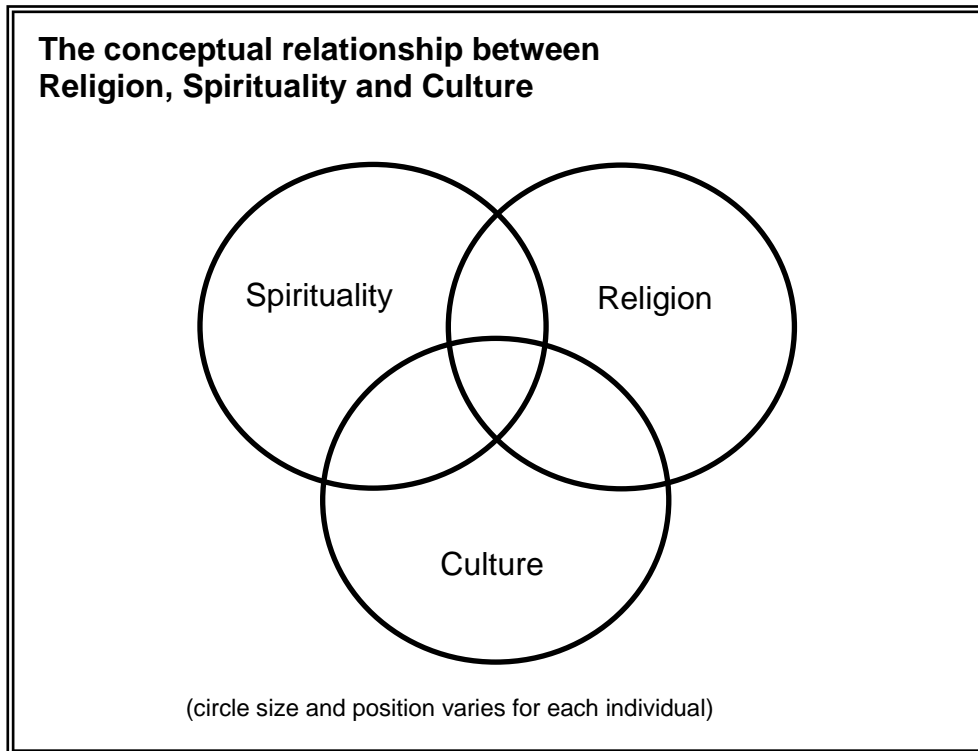 The conceptual relationship between
Religion, Spirituality and Culture
Spirituality
Religion
Culture
(circle size and position varies for each individual)